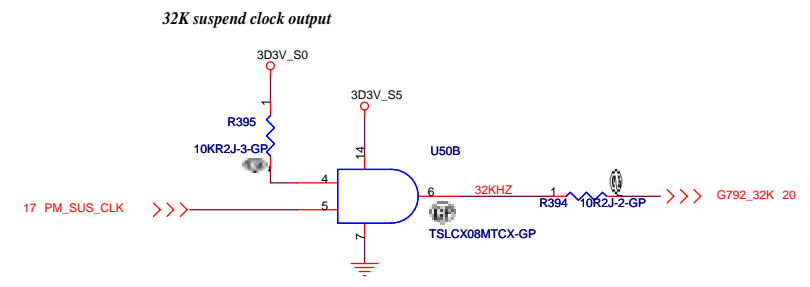 32K suspend clock output
3D3V_S0
3D3V_S5
1
R395
10KR2J-3-GP
14
U50B
4
5
6
32KHZ
1
R394 10R2J-2-GP
G792_32K 20
17 PM_SUS_CLK
GP
TSLCX08MTCX-GP
7